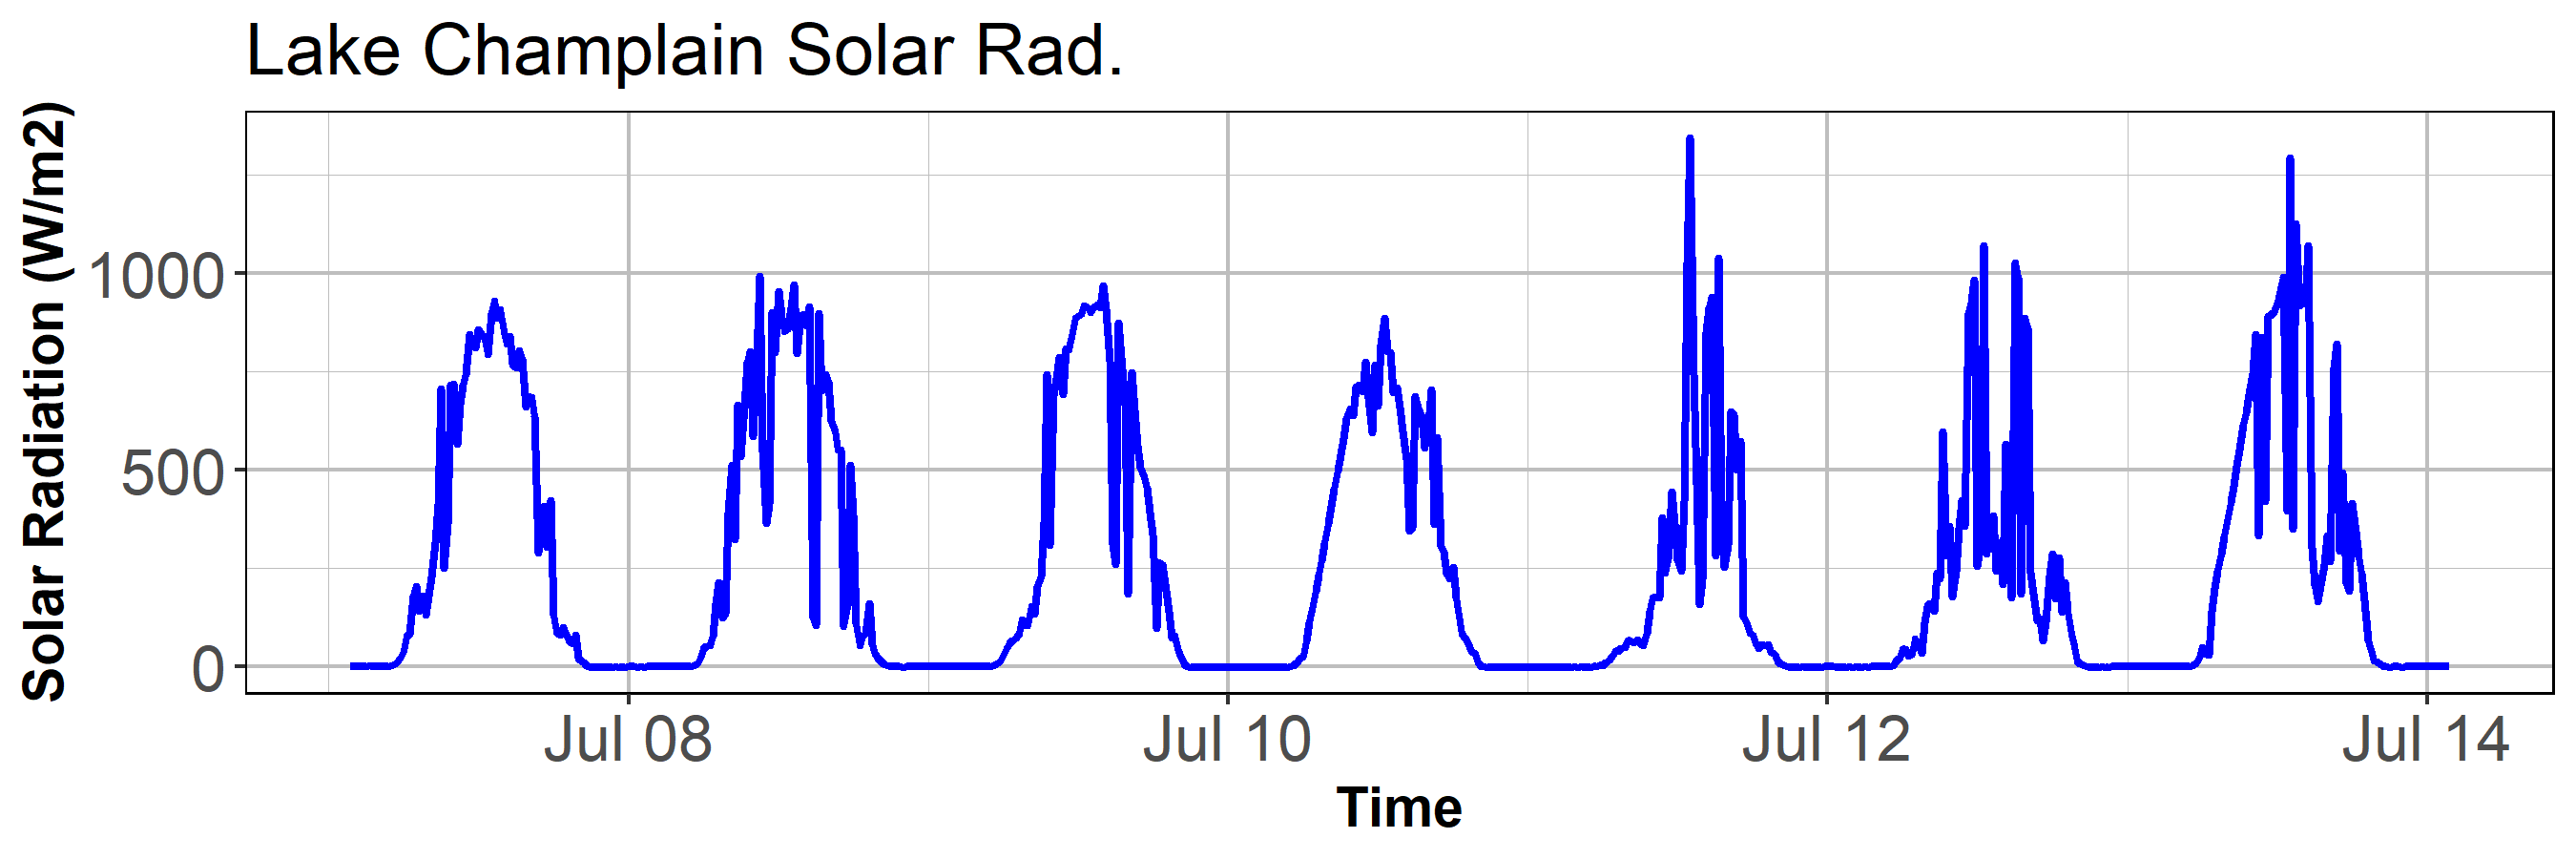 Lake Champlain Solar Rad.
Solar Radiation (W/m2)
1000
500
0
Jul 08 Jul 10 Jul 12 Jul 14
Time